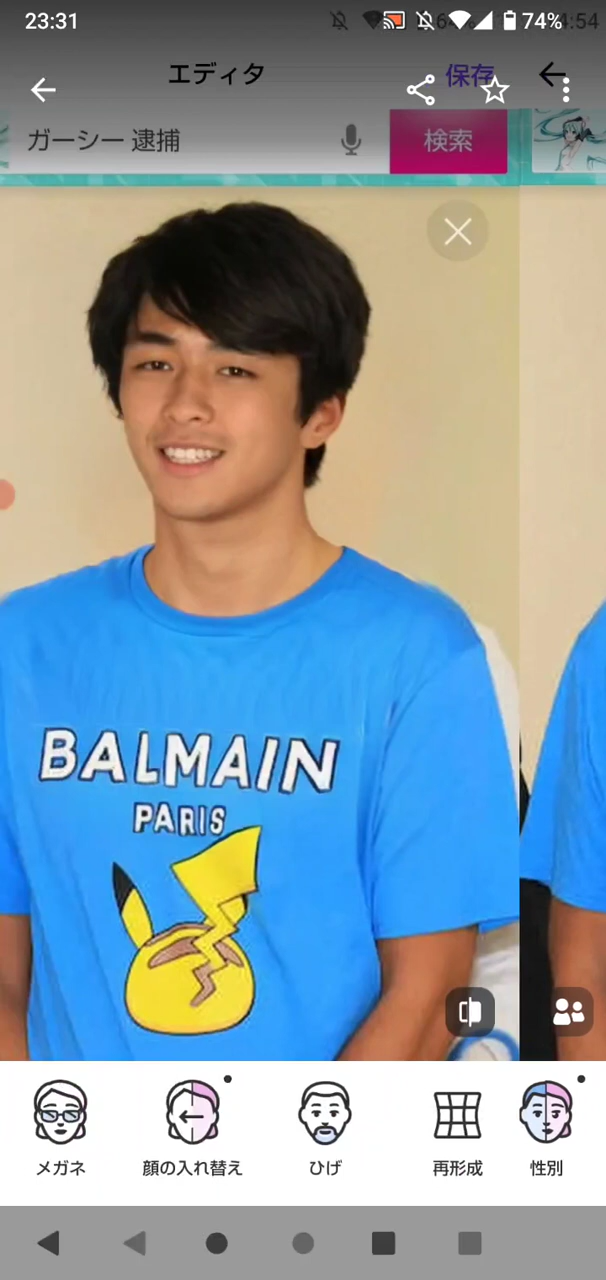 23:31
74%
エディタ
保存
ガーシー 逮捕
検索
BALMAIN
PARIS
メガネ
顔の入れ替え
ひげ
再形成
性別